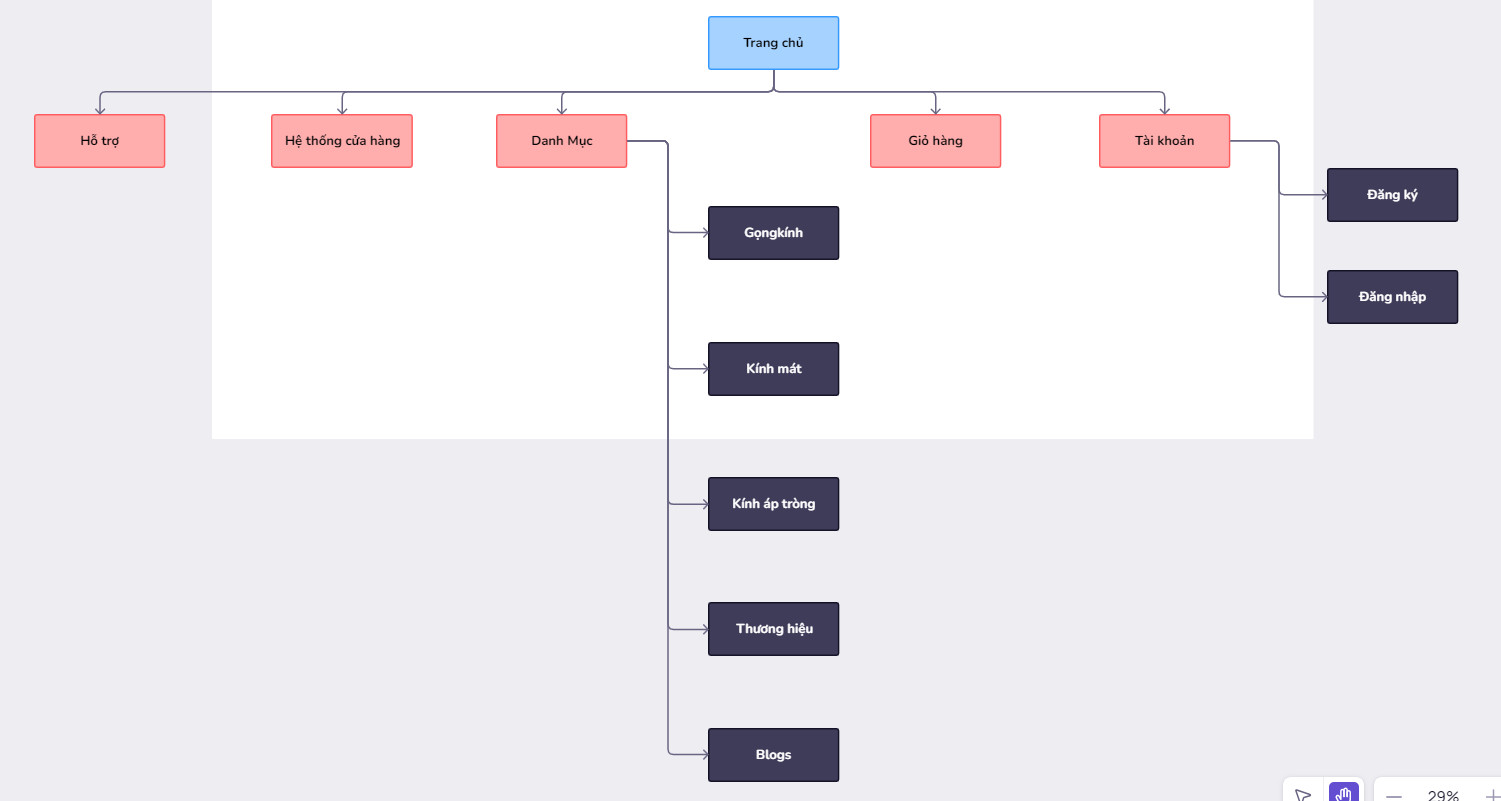 Trang chủ
Hỗ trợ
Hệ thống cửa hàng
Danh Mục
Giỏ hàng
Tài khoản
Đăng ký
Gọngkính
Đăng nhập
Kính mát
Kính áp tròng
Thương hiệu
Blogs
29%